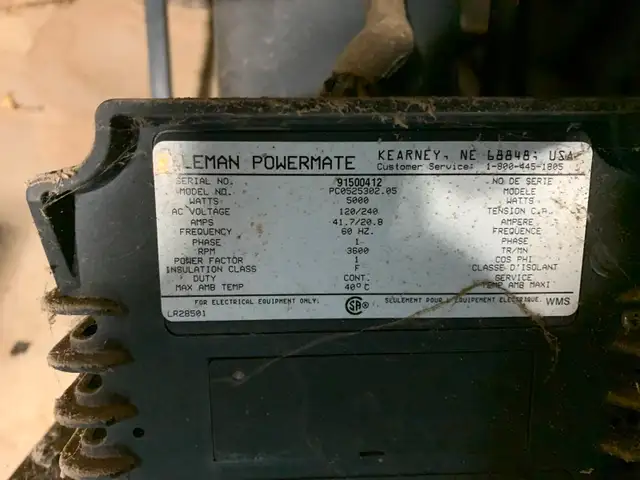 LEMAN POWERMATE KEARNEY, NE 68848, USA
Customer Service: 1-800-445-1805
SERIAL NO. 91500412 NO DE SERIE
MODEL NO. PC0525302.05 MODELE
WATTS 5000 WATTS
AC VOLTAGE 120/240 TENSION C.A.
AMPS 41.7/20.8 AMPERE
FREQUENCY 60 HZ. FREQUENCE
PHASE 1 PHASE
RPM 3600 TR/MN
POWER FACTOR 1 COS PHI
INSULATION CLASS F CLASSE D'ISOLANT
DUTY CONT. SERVICE
MAX AMB TEMP 40°C TEMP AMB MAXI
FOR ELECTRICAL EQUIPMENT ONLY. SEULEMENT POUR L'EQUIPEMENT ELECTRIQUE. WMS
LR28501